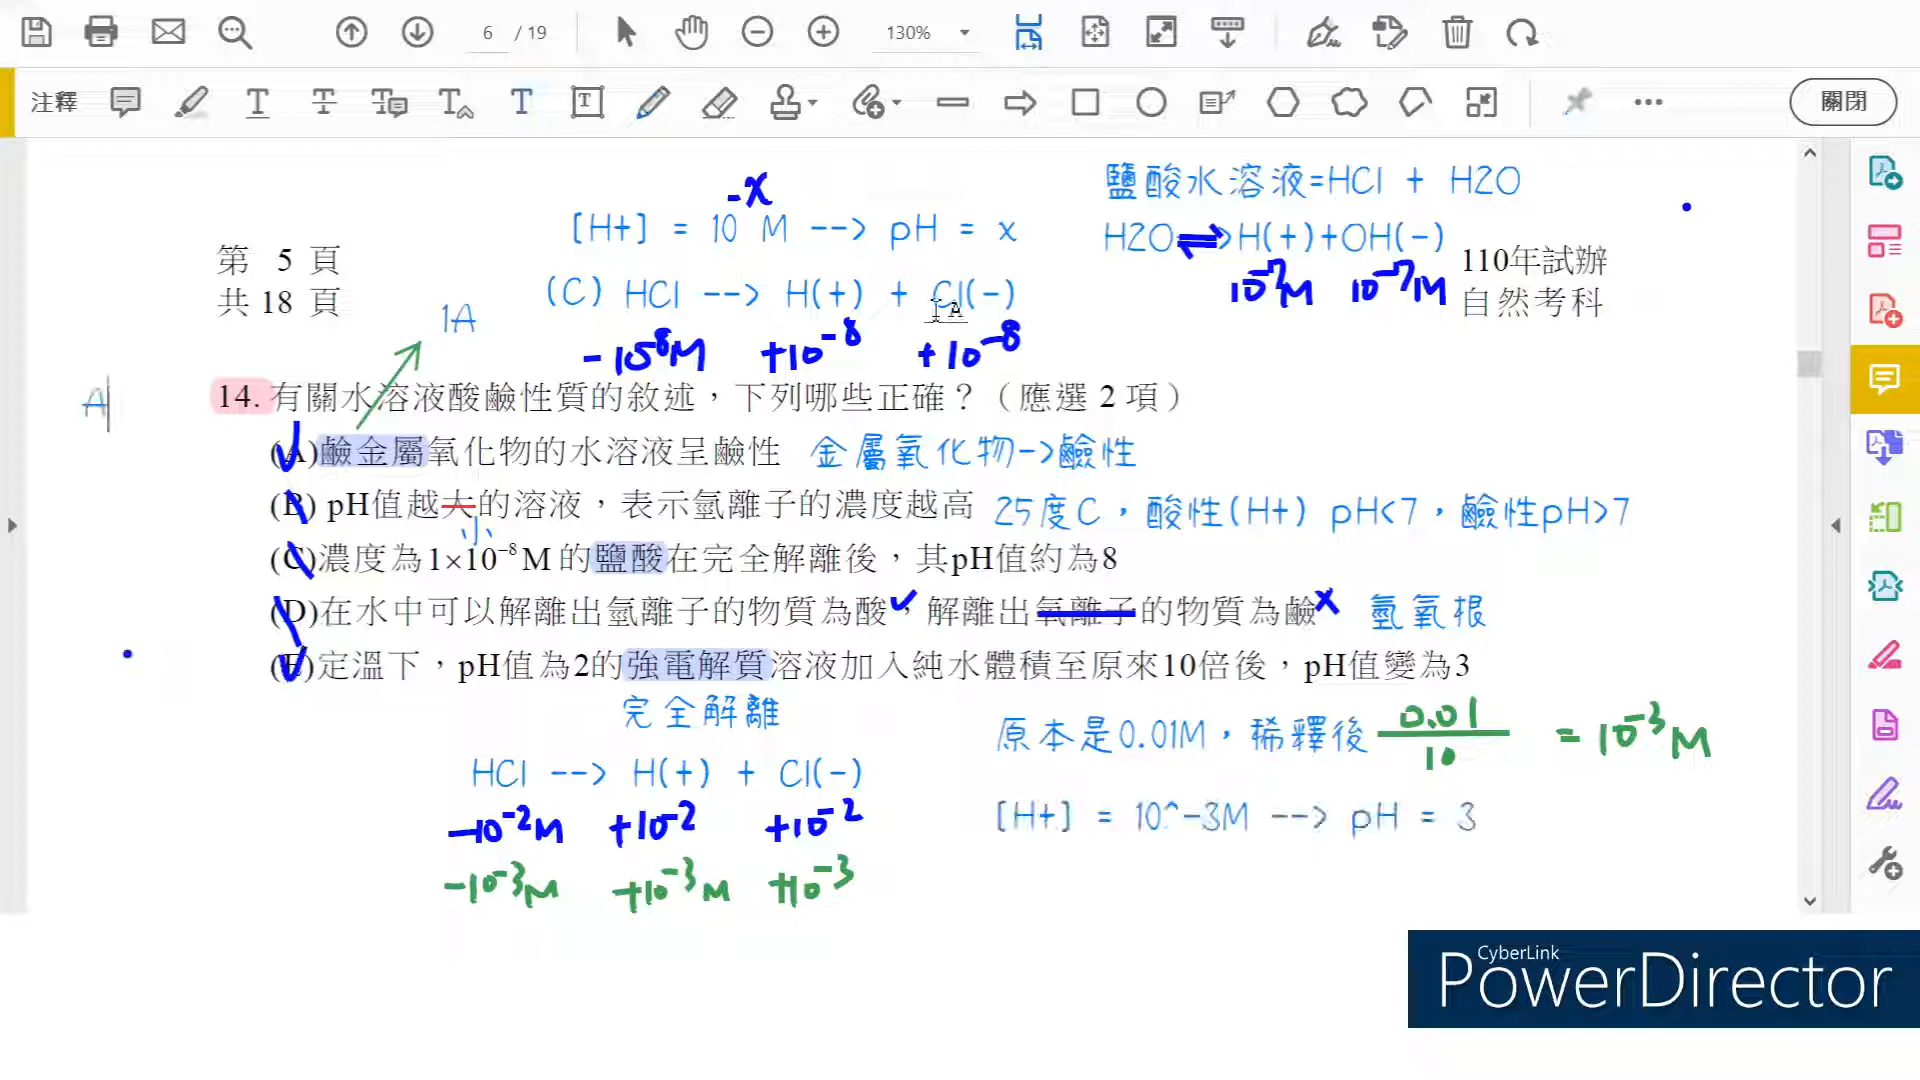 6 / 19
130%
注釋
關閉
-x
[H+] = 10 M --> pH = x
鹽酸水溶液=HCl + H2O
H2O⇌>H(+)+OH(-)
10⁻⁷M 10⁻⁷M
第 5 頁
共 18 頁
110年試辦
自然考科
1A
(C) HCl --> H(+) + Cl(-)
-10⁻⁸M +10⁻⁸ +10⁻⁸
A
14. 有關水溶液酸鹼性質的敘述，下列哪些正確？（應選 2 項）
(A)鹼金屬氧化物的水溶液呈鹼性 金屬氧化物->鹼性
(B) pH值越大的溶液，表示氫離子的濃度越高 25度C，酸性(H+) pH<7，鹼性pH>7
小
(C)濃度為 1×10⁻⁸ M 的鹽酸在完全解離後，其pH值約為8
(D)在水中可以解離出氫離子的物質為酸，解離出氧離子的物質為鹼 氫氧根
(E)定溫下，pH值為2的強電解質溶液加入純水體積至原來10倍後，pH值變為3
完全解離
原本是0.01M，稀釋後 0.01/10 = 10⁻³M
HCl --> H(+) + Cl(-)
-10⁻²M +10⁻² +10⁻²
[H+] = 10^-3M --> pH = 3
-10⁻³M +10⁻³M +10⁻³
CyberLink
PowerDirector